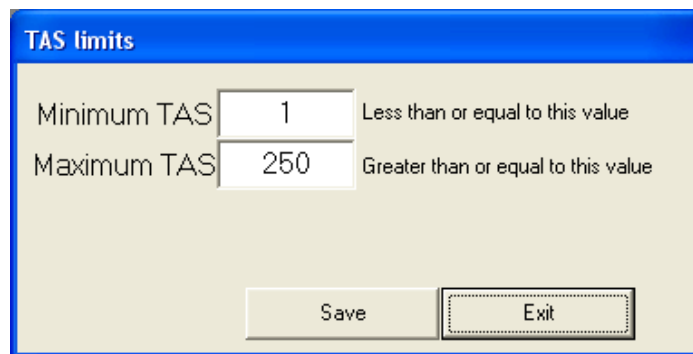 TAS limits
Minimum TAS 1 Less than or equal to this value
Maximum TAS 250 Greater than or equal to this value
Save Exit